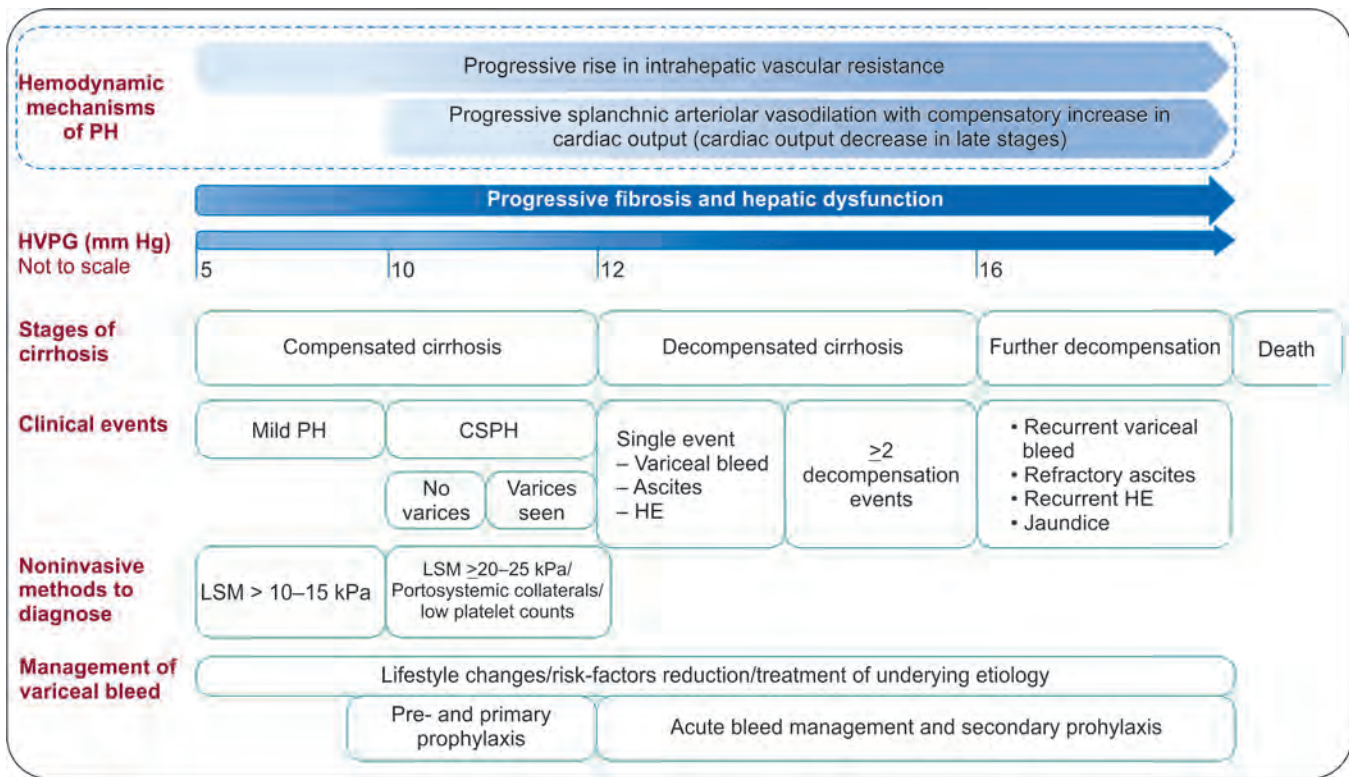 Hemodynamic
mechanisms
of PH
Progressive rise in intrahepatic vascular resistance
Progressive splanchnic arteriolar vasodilation with compensatory increase in
cardiac output (cardiac output decrease in late stages)
Progressive fibrosis and hepatic dysfunction
HVPG (mm Hg)
Not to scale
5
10
12
16
Stages of
cirrhosis
Compensated cirrhosis
Decompensated cirrhosis
Further decompensation
Death
Clinical events
Mild PH
CSPH
No
varices
Varices
seen
Single event
– Variceal bleed
– Ascites
– HE
≥2
decompensation
events
• Recurrent variceal
bleed
• Refractory ascites
• Recurrent HE
• Jaundice
Noninvasive
methods to
diagnose
LSM > 10–15 kPa
LSM ≥20–25 kPa/
Portosystemic collaterals/
low platelet counts
Management of
variceal bleed
Lifestyle changes/risk-factors reduction/treatment of underlying etiology
Pre- and primary
prophylaxis
Acute bleed management and secondary prohylaxis